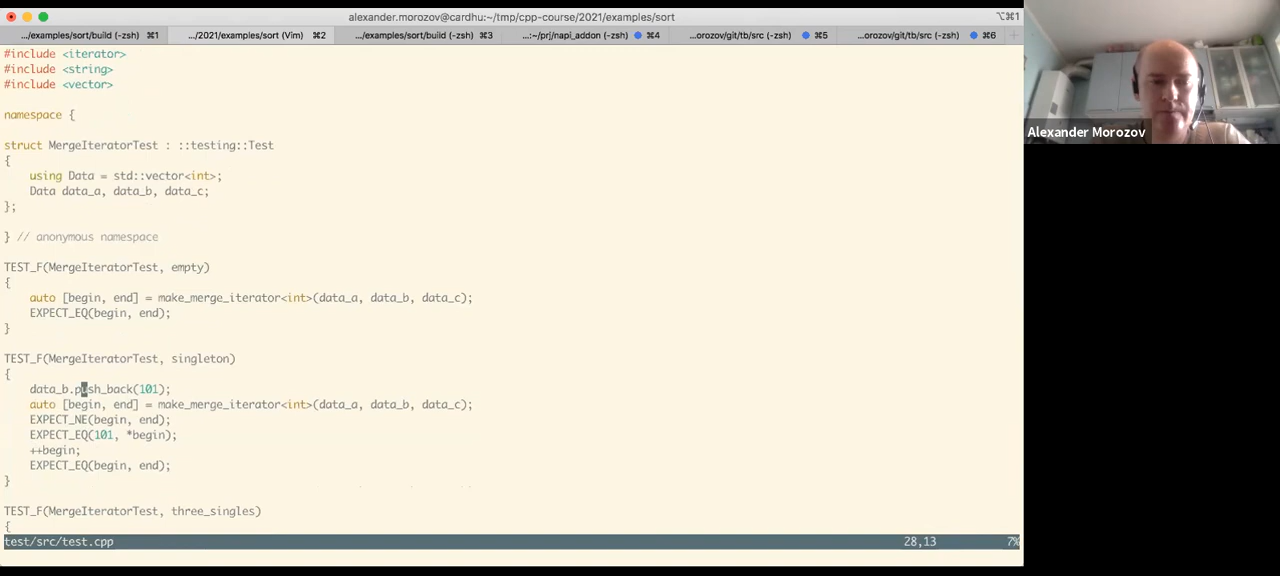 alexander.morozov@cardhu:~/tmp/cpp-course/2021/examples/sort
⌥⌘1
.../examples/sort/build (-zsh) ⌘1
.../2021/examples/sort (Vim) ⌘2
.../examples/sort/build (-zsh) ⌘3
...:~/prj/napi_addon (-zsh) ⌘4
...orozov/git/tb/src (-zsh) ⌘5
...orozov/git/tb/src (-zsh) ⌘6
#include <iterator>
#include <string>
#include <vector>
namespace {
struct MergeIteratorTest : ::testing::Test
{
using Data = std::vector<int>;
Data data_a, data_b, data_c;
};
} // anonymous namespace
TEST_F(MergeIteratorTest, empty)
{
auto [begin, end] = make_merge_iterator<int>(data_a, data_b, data_c);
EXPECT_EQ(begin, end);
}
TEST_F(MergeIteratorTest, singleton)
{
data_b.push_back(101);
auto [begin, end] = make_merge_iterator<int>(data_a, data_b, data_c);
EXPECT_NE(begin, end);
EXPECT_EQ(101, *begin);
++begin;
EXPECT_EQ(begin, end);
}
TEST_F(MergeIteratorTest, three_singles)
{
test/src/test.cpp 28,13 7%
Alexander Morozov